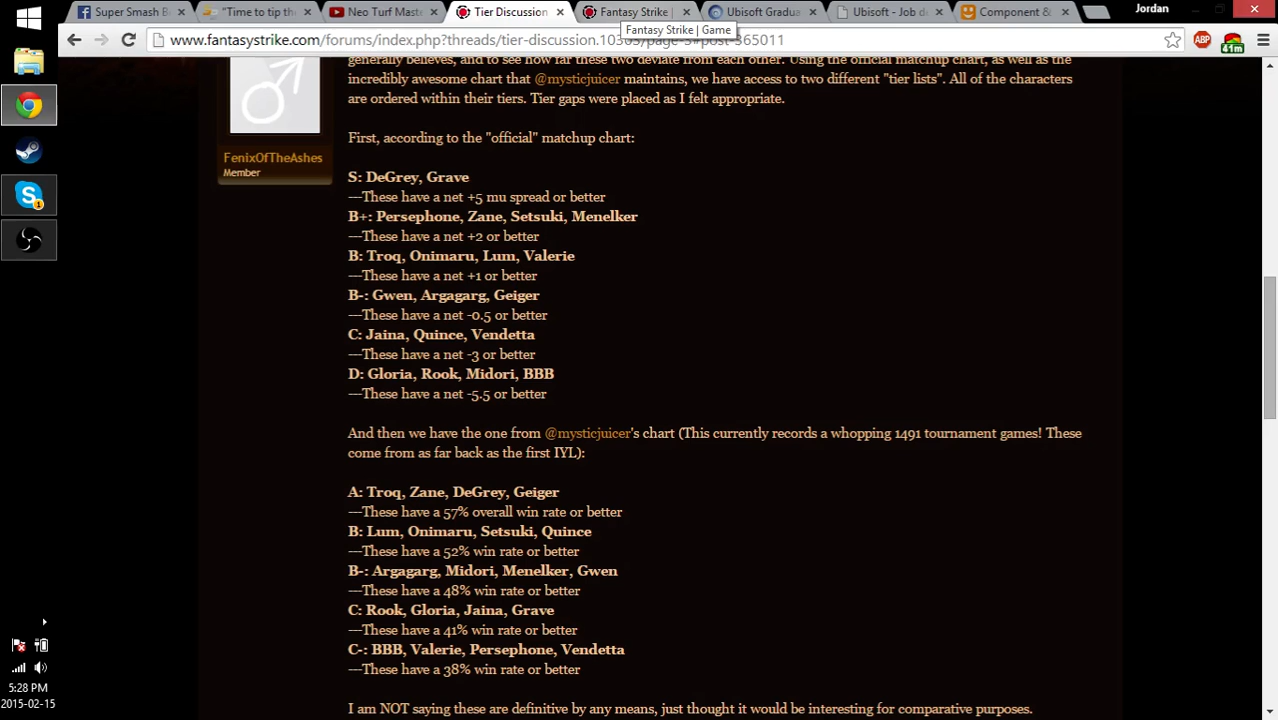 Super Smash B
"Time to tip th
Neo Turf Maste
Tier Discussion
Fantasy Strike |
Ubisoft Gradua
Ubisoft - Job d
Component &
Jordan
www.fantasystrike.com/forums/index.php?threads/tier-discussion.10303/page-3#post-365011
Fantasy Strike | Game
41m
generally believes, and to see how far these two deviate from each other. Using the official matchup chart, as well as the
incredibly awesome chart that @mysticjuicer maintains, we have access to two different "tier lists". All of the characters
are ordered within their tiers. Tier gaps were placed as I felt appropriate.
FenixOfTheAshes
Member
First, according to the "official" matchup chart:
S: DeGrey, Grave
---These have a net +5 mu spread or better
B+: Persephone, Zane, Setsuki, Menelker
---These have a net +2 or better
B: Troq, Onimaru, Lum, Valerie
---These have a net +1 or better
B-: Gwen, Argagarg, Geiger
---These have a net -0.5 or better
C: Jaina, Quince, Vendetta
---These have a net -3 or better
D: Gloria, Rook, Midori, BBB
---These have a net -5.5 or better
And then we have the one from @mysticjuicer's chart (This currently records a whopping 1491 tournament games! These
come from as far back as the first IYL):
A: Troq, Zane, DeGrey, Geiger
---These have a 57% overall win rate or better
B: Lum, Onimaru, Setsuki, Quince
---These have a 52% win rate or better
B-: Argagarg, Midori, Menelker, Gwen
---These have a 48% win rate or better
C: Rook, Gloria, Jaina, Grave
---These have a 41% win rate or better
C-: BBB, Valerie, Persephone, Vendetta
---These have a 38% win rate or better
I am NOT saying these are definitive by any means, just thought it would be interesting for comparative purposes.
5:28 PM
2015-02-15